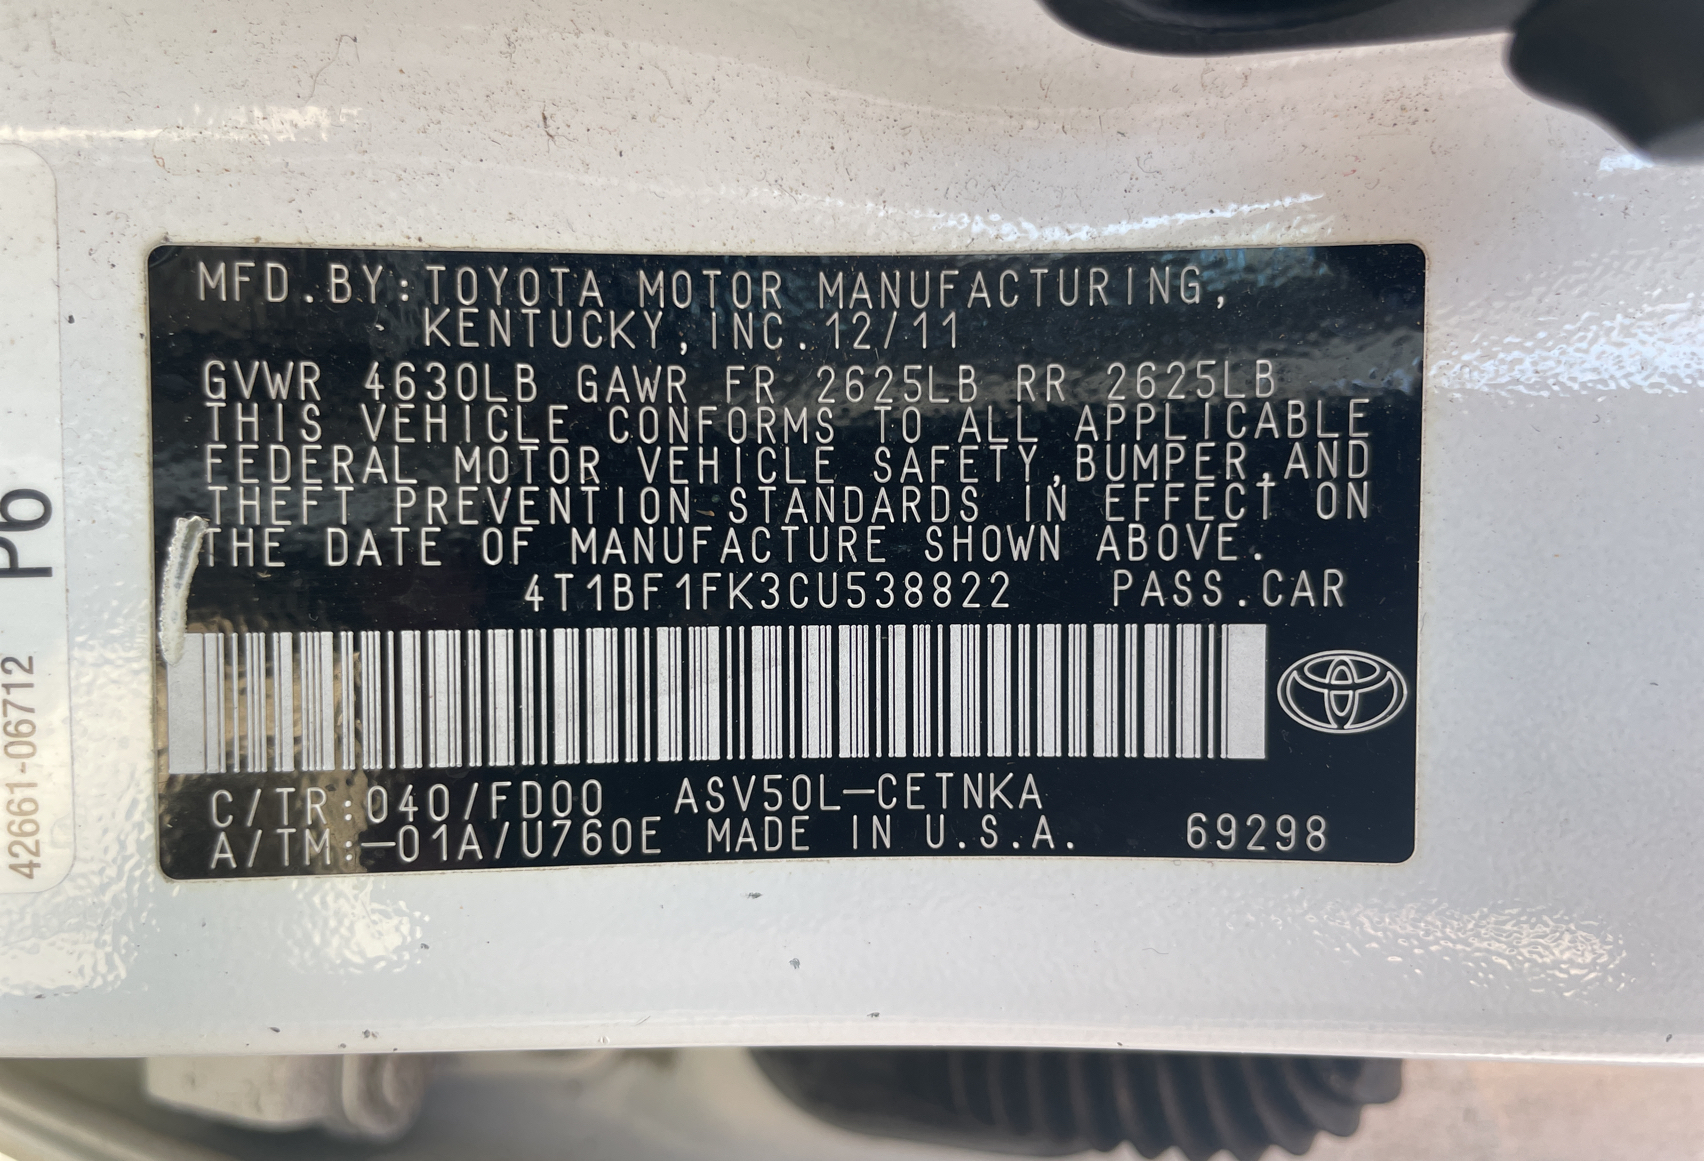 MFD.BY:TOYOTA MOTOR MANUFACTURING,
KENTUCKY,INC.12/11
GVWR 4630LB GAWR FR 2625LB RR 2625LB
THIS VEHICLE CONFORMS TO ALL APPLICABLE
FEDERAL MOTOR VEHICLE SAFETY,BUMPER,AND
THEFT PREVENTION STANDARDS IN EFFECT ON
THE DATE OF MANUFACTURE SHOWN ABOVE.
4T1BF1FK3CU538822 PASS.CAR
C/TR:040/FD00 ASV50L-CETNKA
A/TM:-01A/U760E MADE IN U.S.A. 69298
Pb
42661-06712